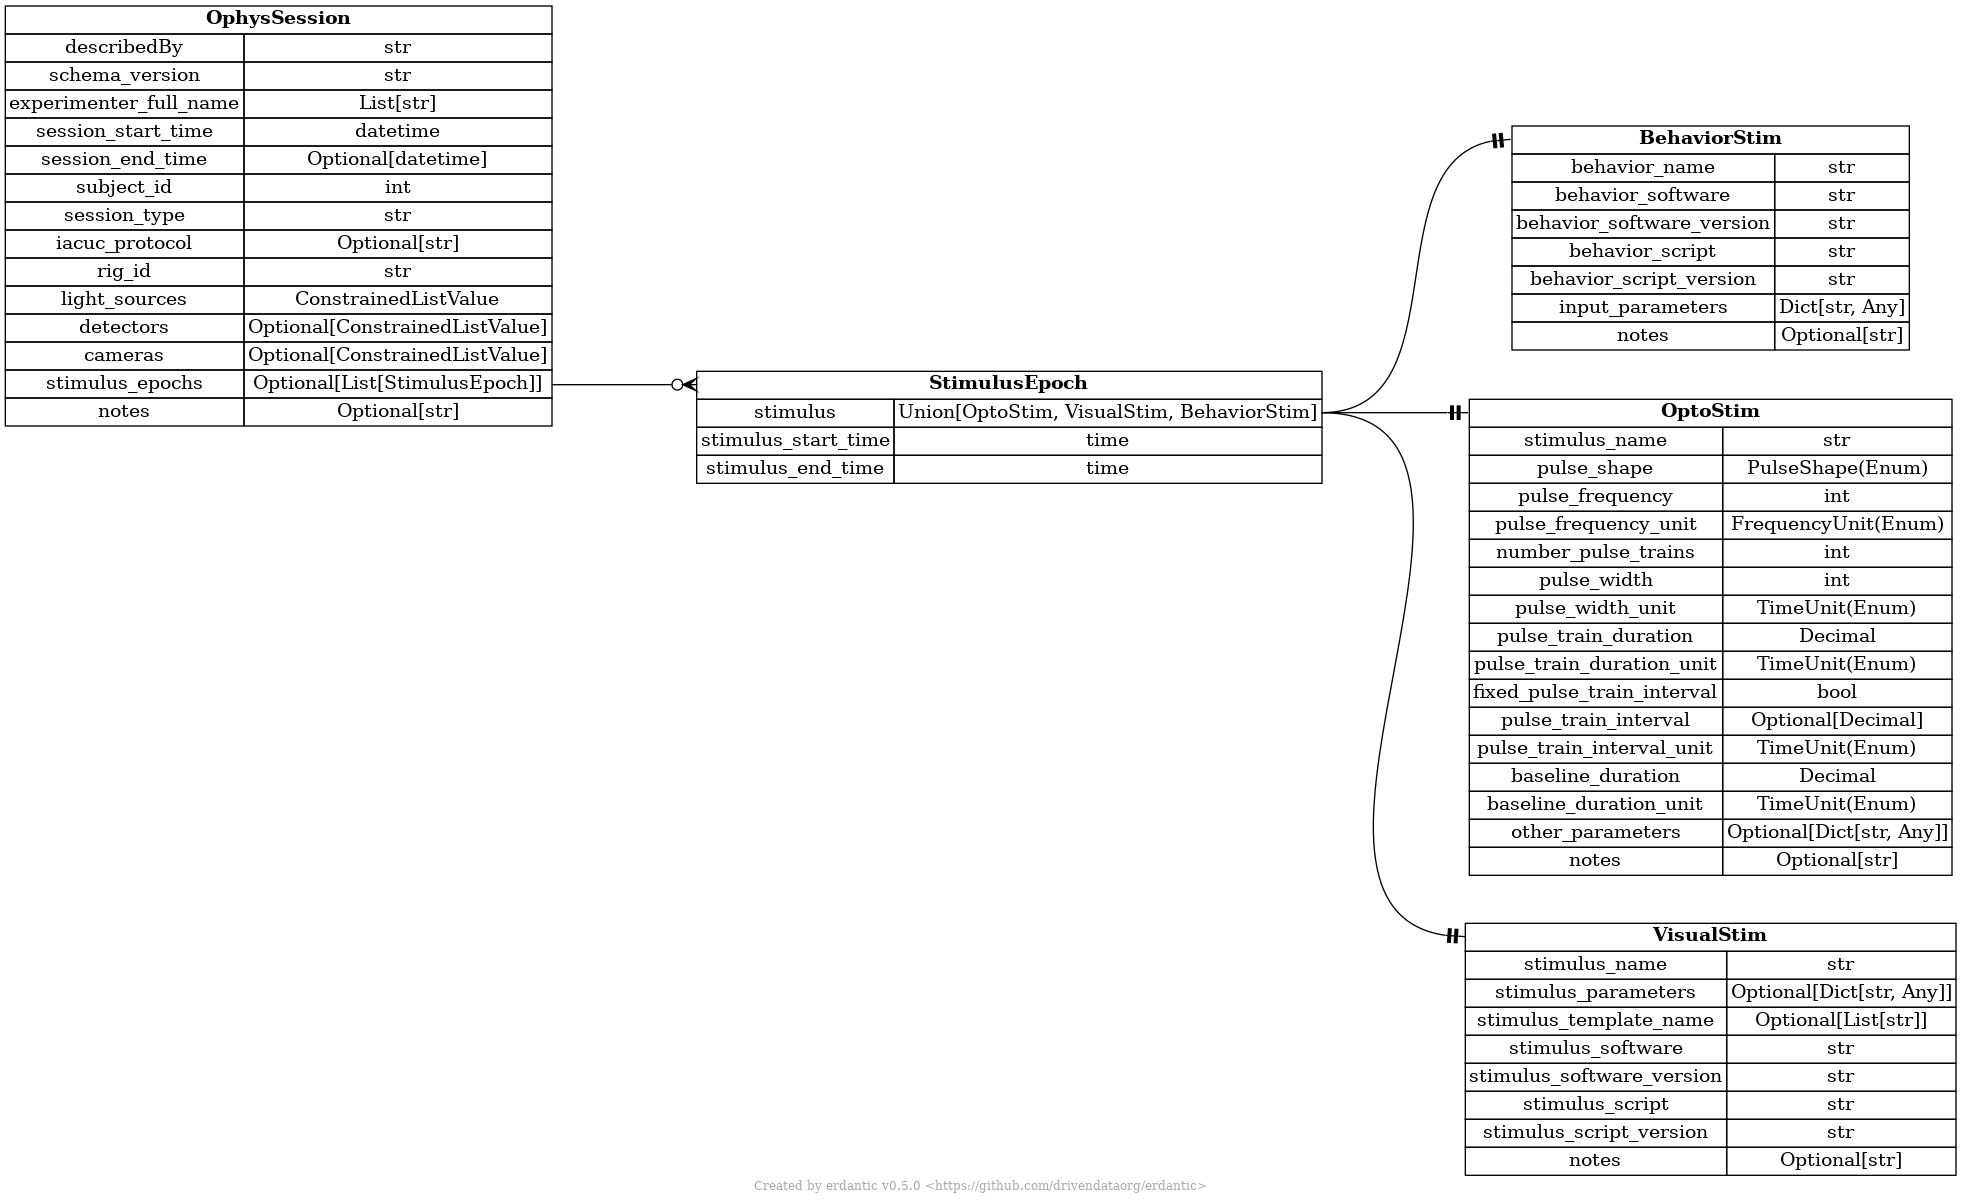 OphysSession
describedBy str
schema_version str
experimenter_full_name List[str]
session_start_time datetime
session_end_time Optional[datetime]
subject_id int
session_type str
iacuc_protocol Optional[str]
rig_id str
light_sources ConstrainedListValue
detectors Optional[ConstrainedListValue]
cameras Optional[ConstrainedListValue]
stimulus_epochs Optional[List[StimulusEpoch]]
notes Optional[str]
StimulusEpoch
stimulus Union[OptoStim, VisualStim, BehaviorStim]
stimulus_start_time time
stimulus_end_time time
BehaviorStim
behavior_name str
behavior_software str
behavior_software_version str
behavior_script str
behavior_script_version str
input_parameters Dict[str, Any]
notes Optional[str]
OptoStim
stimulus_name str
pulse_shape PulseShape(Enum)
pulse_frequency int
pulse_frequency_unit FrequencyUnit(Enum)
number_pulse_trains int
pulse_width int
pulse_width_unit TimeUnit(Enum)
pulse_train_duration Decimal
pulse_train_duration_unit TimeUnit(Enum)
fixed_pulse_train_interval bool
pulse_train_interval Optional[Decimal]
pulse_train_interval_unit TimeUnit(Enum)
baseline_duration Decimal
baseline_duration_unit TimeUnit(Enum)
other_parameters Optional[Dict[str, Any]]
notes Optional[str]
VisualStim
stimulus_name str
stimulus_parameters Optional[Dict[str, Any]]
stimulus_template_name Optional[List[str]]
stimulus_software str
stimulus_software_version str
stimulus_script str
stimulus_script_version str
notes Optional[str]
Created by erdantic v0.5.0 <https://github.com/drivendataorg/erdantic>